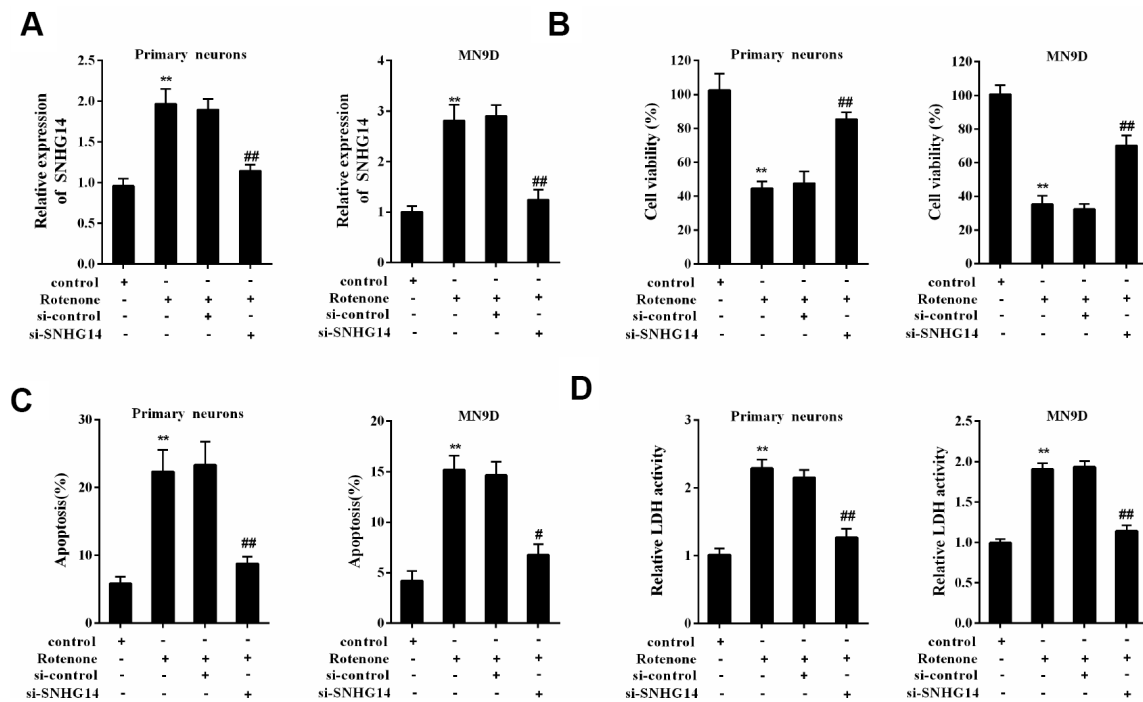 A
Primary neurons
Relative expression
of SNHG14
2.5
2.0
1.5
1.0
0.5
0.0
**
##
control + - - -
Rotenone - + + +
si-control - - + -
si-SNHG14 - - - +
MN9D
Relative expression
of SNHG14
4
3
2
1
0
**
##
control + - - -
Rotenone - + + +
si-control - - + -
si-SNHG14 - - - +
B
Primary neurons
Cell viability (%)
120
100
80
60
40
20
0
**
##
control + - - -
Rotenone - + + +
si-control - - + -
si-SNHG14 - - - +
MN9D
Cell viability (%)
120
100
80
60
40
20
0
**
##
control + - - -
Rotenone - + + +
si-control - - + -
si-SNHG14 - - - +
C
Primary neurons
Apoptosis(%)
30
20
10
0
**
##
control + - - -
Rotenone - + + +
si-control - - + -
si-SNHG14 - - - +
MN9D
Apoptosis(%)
20
15
10
5
0
**
#
control + - - -
Rotenone - + + +
si-control - - + -
si-SNHG14 - - - +
D
Primary neurons
Relative LDH activity
3
2
1
0
**
##
control + - - -
Rotenone - + + +
si-control - - + -
si-SNHG14 - - - +
MN9D
Relative LDH activity
2.5
2.0
1.5
1.0
0.5
0.0
**
##
control + - - -
Rotenone - + + +
si-control - - + -
si-SNHG14 - - - +